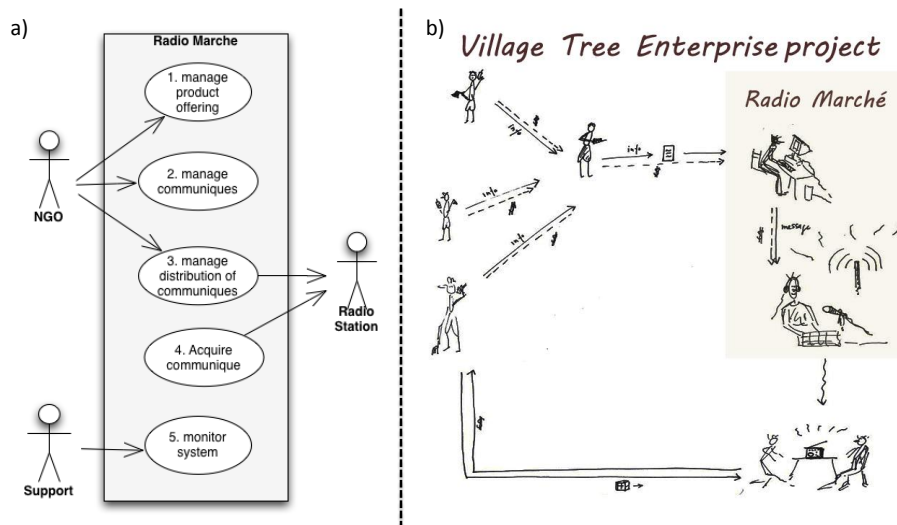 a)
Radio Marche
1. manage
product
offering
NGO
2. manage
communiques
3. manage
distribution of
communiques
Radio
Station
4. Acquire
communique
5. monitor
system
Support
b)
Village Tree Enterprise project
Radio Marché
info
$
info
$
info
$
info
message